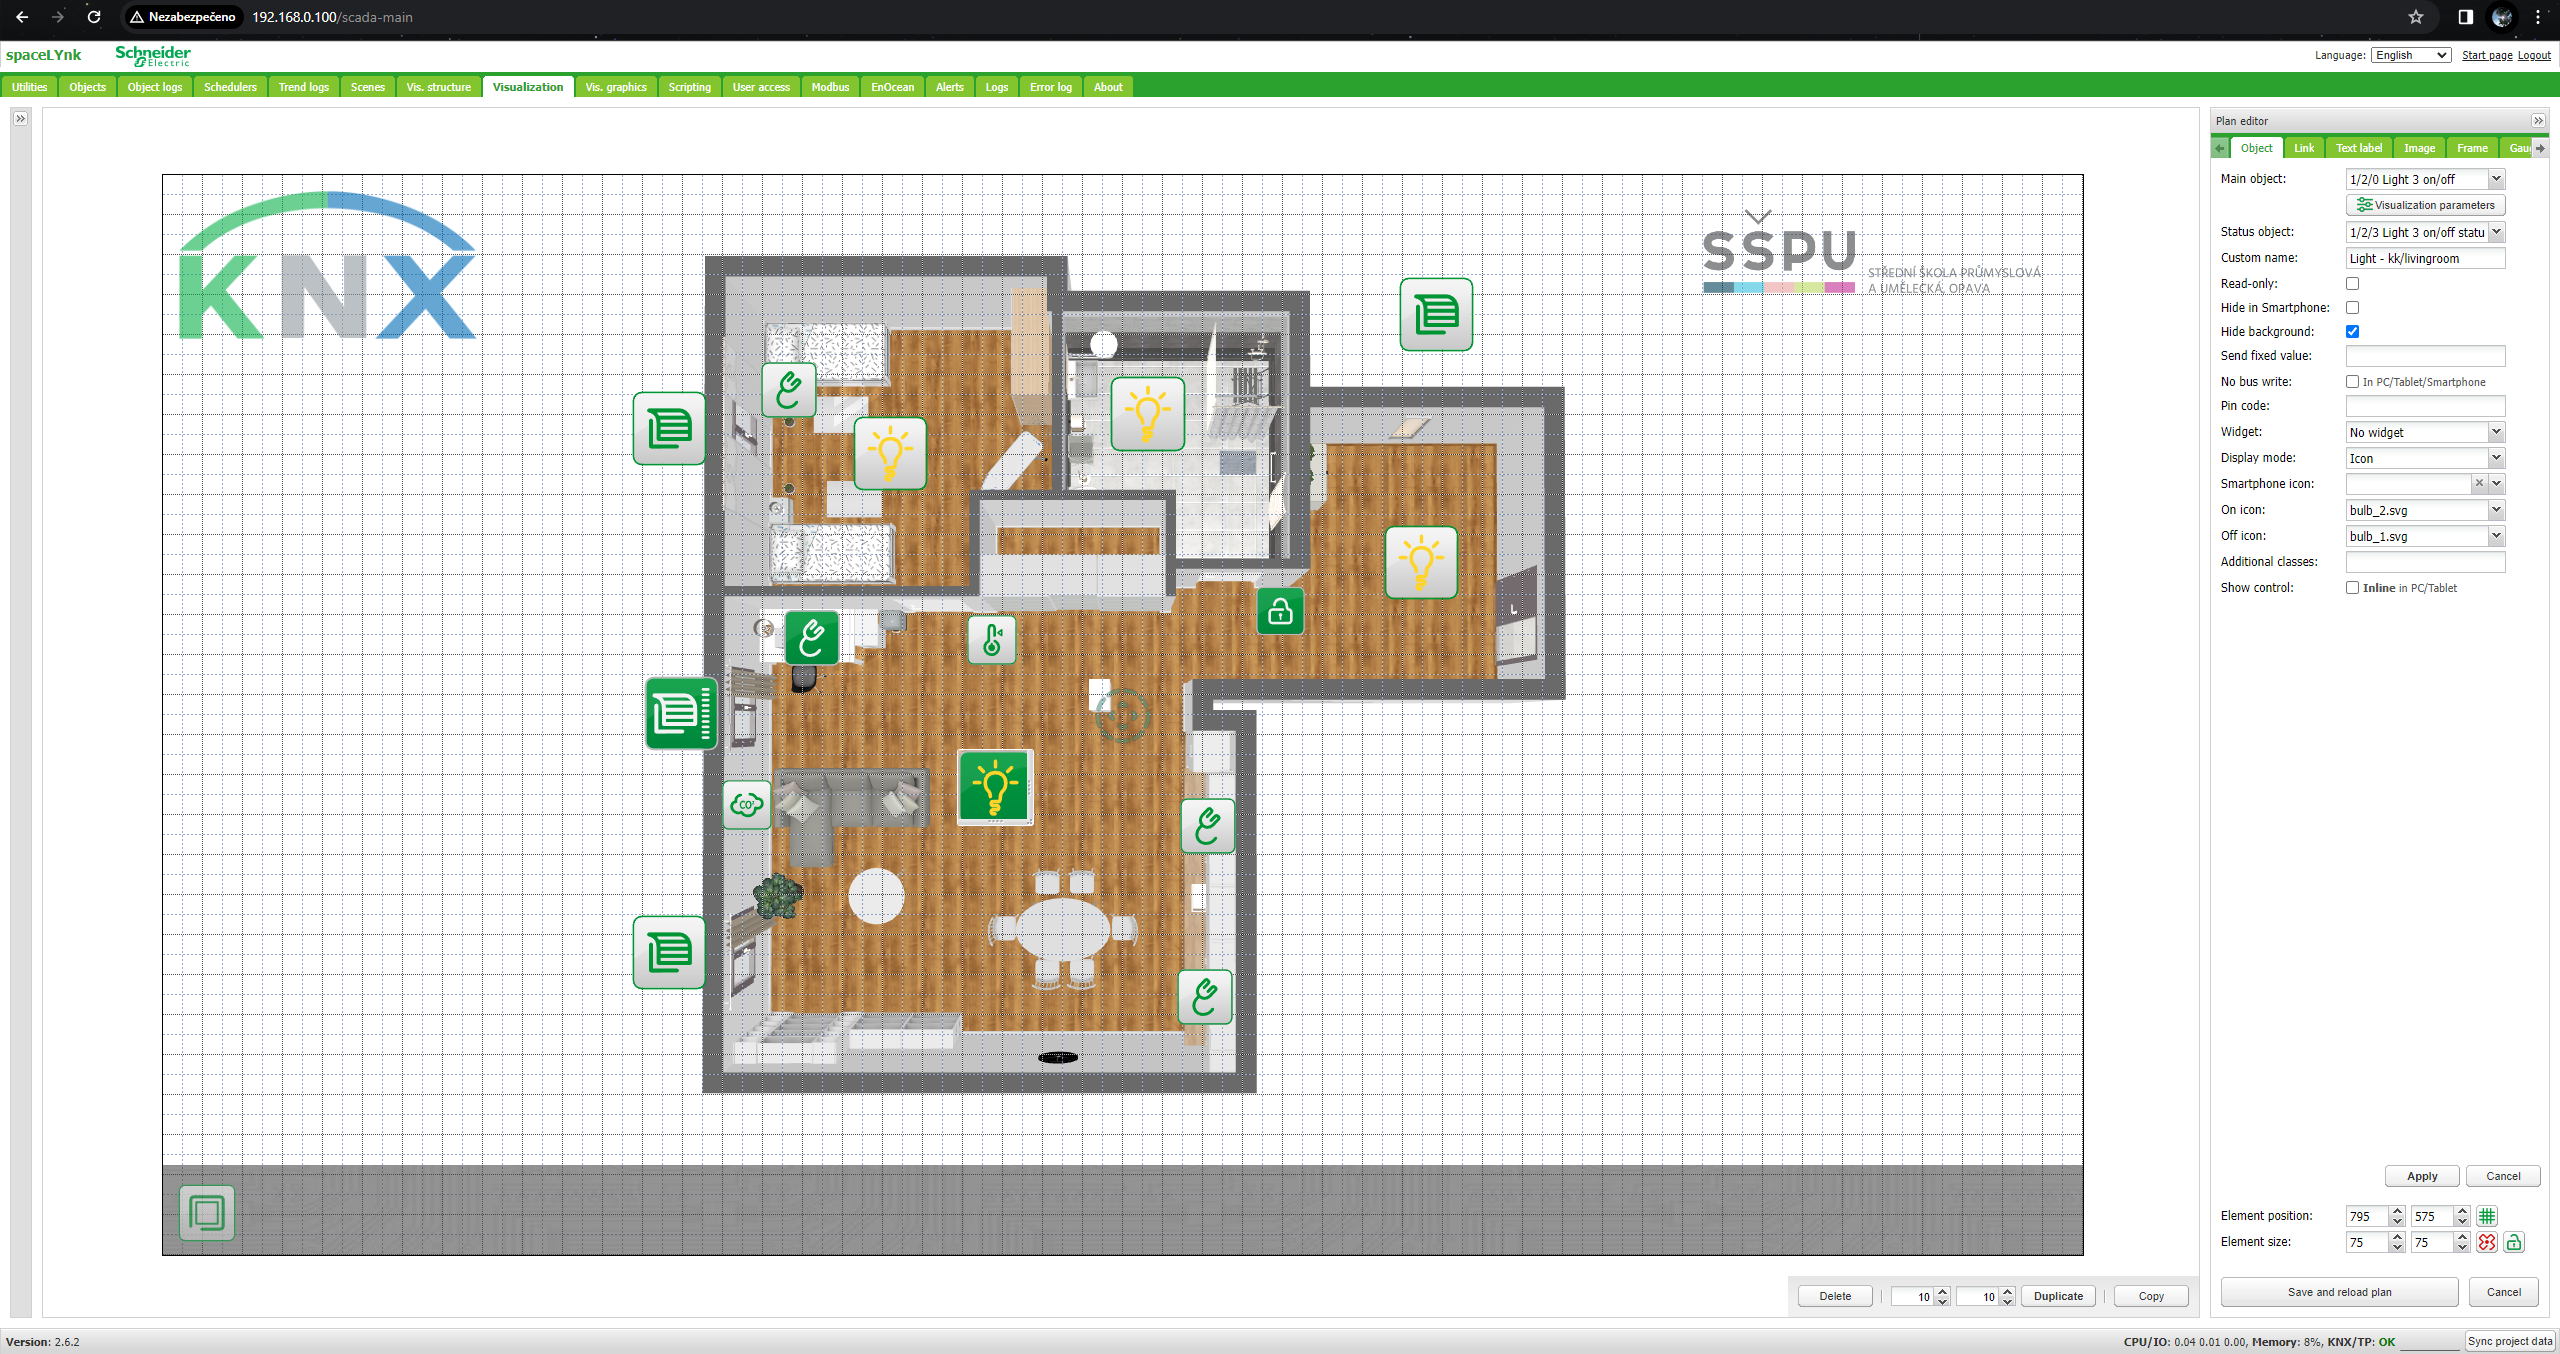 Nezabezpečeno 192.168.0.100/scada-main
spaceLYnk Schneider Electric Language: English Start page Logout
Utilities Objects Object logs Schedulers Trend logs Scenes Vis. structure Visualization Vis. graphics Scripting User access Modbus EnOcean Alerts Logs Error log About
Plan editor
Object Link Text label Image Frame Gau
KNX
SŠPU
STŘEDNÍ ŠKOLA PRŮMYSLOVÁ
A UMĚLECKÁ, OPAVA
CO²
Main object: 1/2/0 Light 3 on/off
Visualization parameters
Status object: 1/2/3 Light 3 on/off statu
Custom name: Light - kk/livingroom
Read-only:
Hide in Smartphone:
Hide background:
Send fixed value:
No bus write: In PC/Tablet/Smartphone
Pin code:
Widget: No widget
Display mode: Icon
Smartphone icon:
On icon: bulb_2.svg
Off icon: bulb_1.svg
Additional classes:
Show control: Inline in PC/Tablet
Apply Cancel
Element position: 795 575
Element size: 75 75
Delete 10 10 Duplicate Copy
Save and reload plan Cancel
Version: 2.6.2 CPU/IO: 0.04 0.01 0.00, Memory: 8%, KNX/TP: OK Sync project data